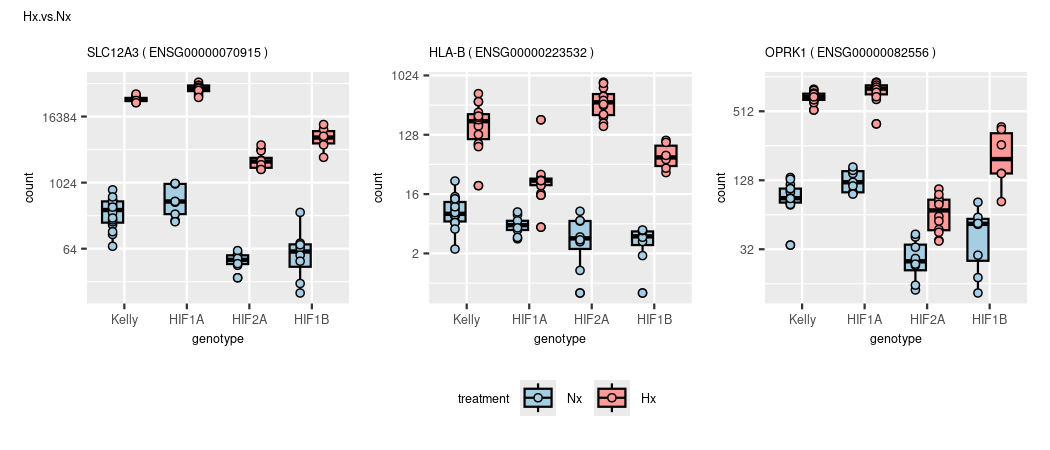 Hx.vs.Nx
SLC12A3 ( ENSG00000070915 )
HLA-B ( ENSG00000223532 )
OPRK1 ( ENSG00000082556 )
count
16384
1024
64
Kelly HIF1A HIF2A HIF1B
genotype
count
1024
128
16
2
Kelly HIF1A HIF2A HIF1B
genotype
count
512
128
32
Kelly HIF1A HIF2A HIF1B
genotype
treatment Nx Hx